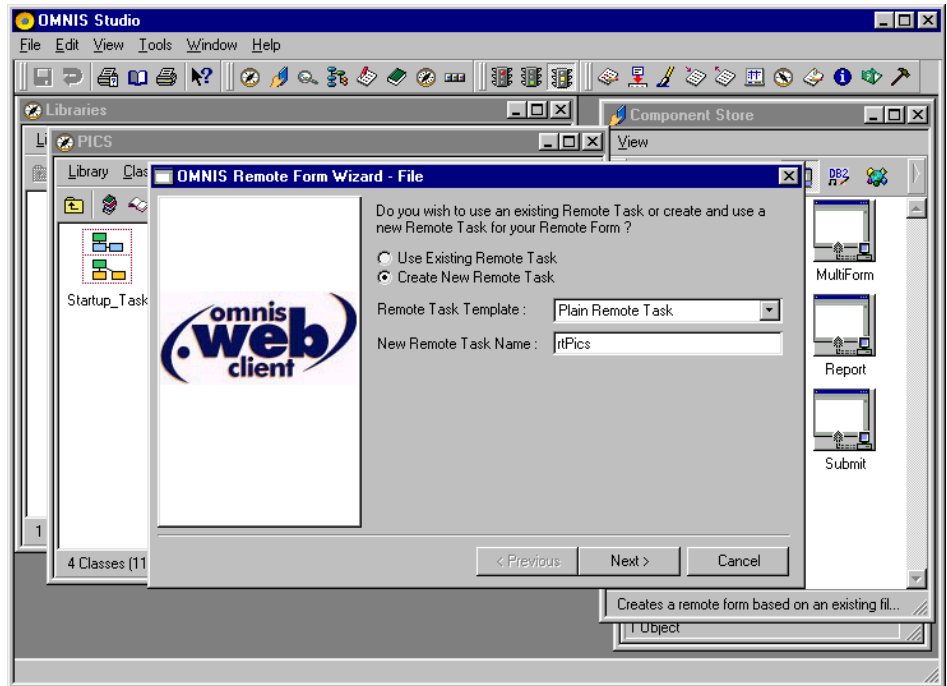 OMNIS Studio
File Edit View Tools Window Help
Libraries
PICS
Library
OMNIS Remote Form Wizard - File
Do you wish to use an existing Remote Task or create and use a
new Remote Task for your Remote Form ?
Use Existing Remote Task
Create New Remote Task
Remote Task Template : Plain Remote Task
New Remote Task Name : rtPics
omnis
web
client
< Previous Next > Cancel
Startup_Task
1
4 Classes (11
Component Store
View
DB2
MultiForm
Report
Submit
Creates a remote form based on an existing fil...
1 Object